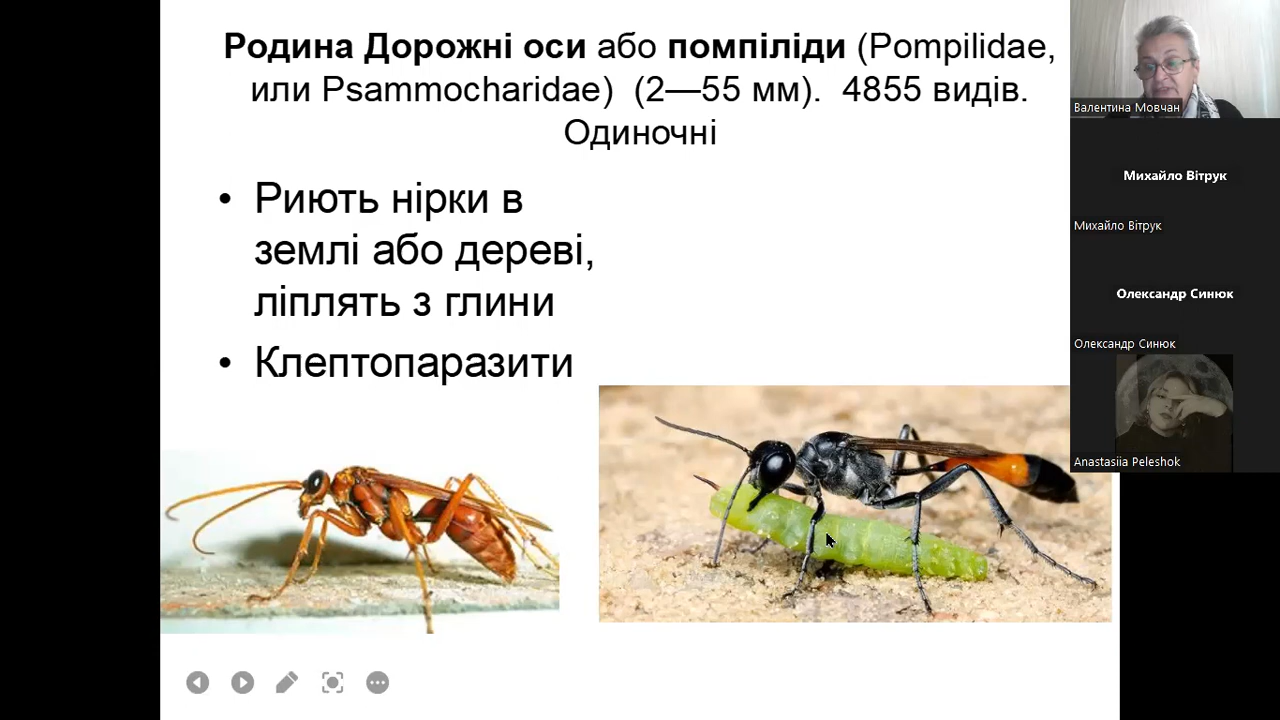 Родина Дорожні оси або помпіліди (Pompilidae,
или Psammocharidae) (2—55 мм). 4855 видів.
Одиночні
• Риють нірки в
землі або дереві,
ліплять з глини
• Клептопаразити
Валентина Мовчан
Михайло Вітрук
Михайло Вітрук
Олександр Синюк
Олександр Синюк
Anastasiia Peleshok